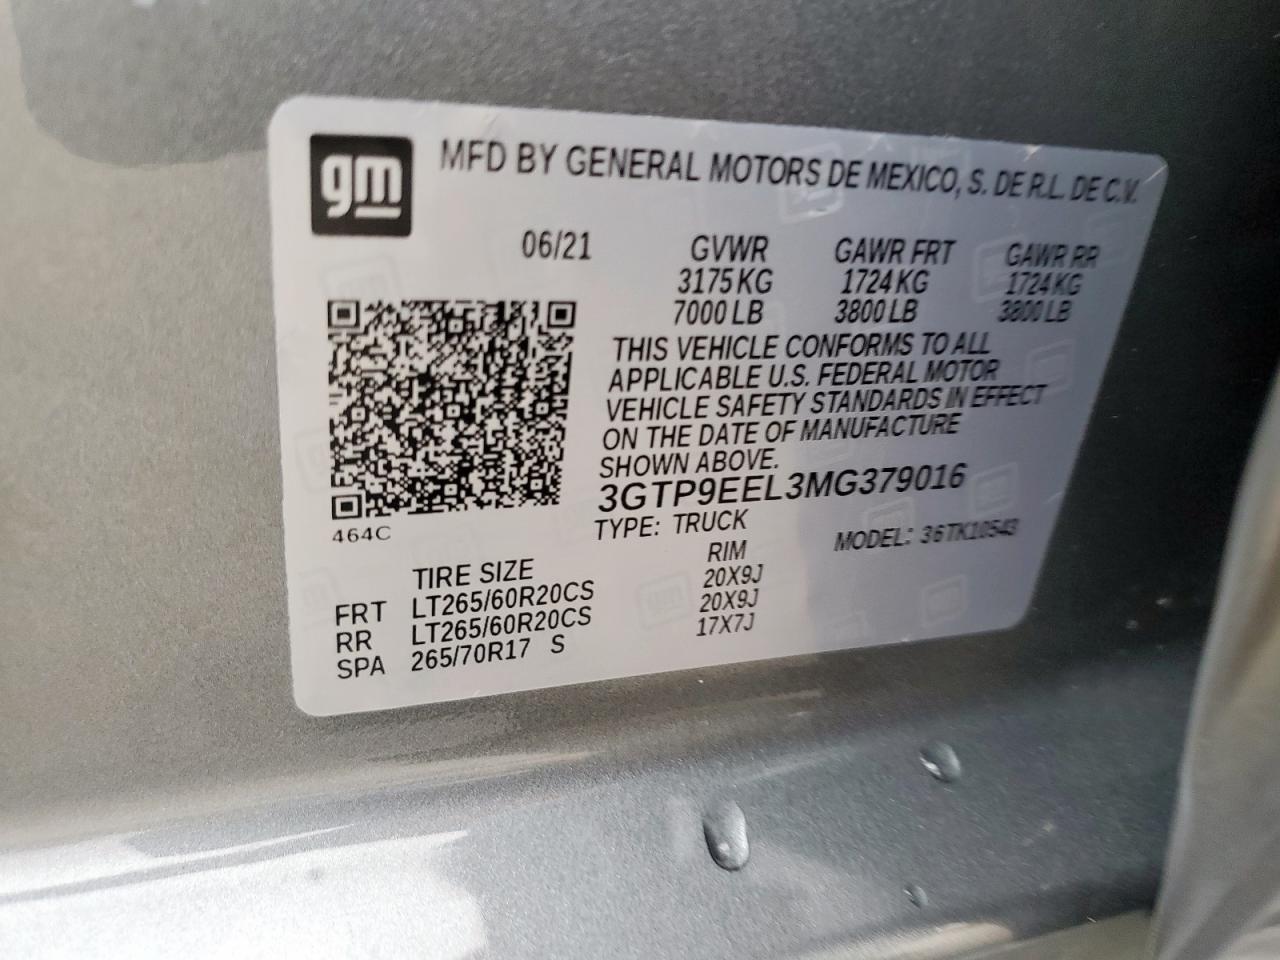 gm
MFD BY GENERAL MOTORS DE MEXICO, S. DE R.L. DE C.V.
06/21 GVWR GAWR FRT GAWR RR
3175 KG 1724 KG 1724 KG
7000 LB 3800 LB 3800 LB
THIS VEHICLE CONFORMS TO ALL
APPLICABLE U.S. FEDERAL MOTOR
VEHICLE SAFETY STANDARDS IN EFFECT
ON THE DATE OF MANUFACTURE
SHOWN ABOVE.
3GTP9EEL3MG379016
464C
TYPE: TRUCK MODEL: 36TK10543
TIRE SIZE RIM
FRT LT265/60R20CS 20X9J
RR LT265/60R20CS 20X9J
SPA 265/70R17 S 17X7J